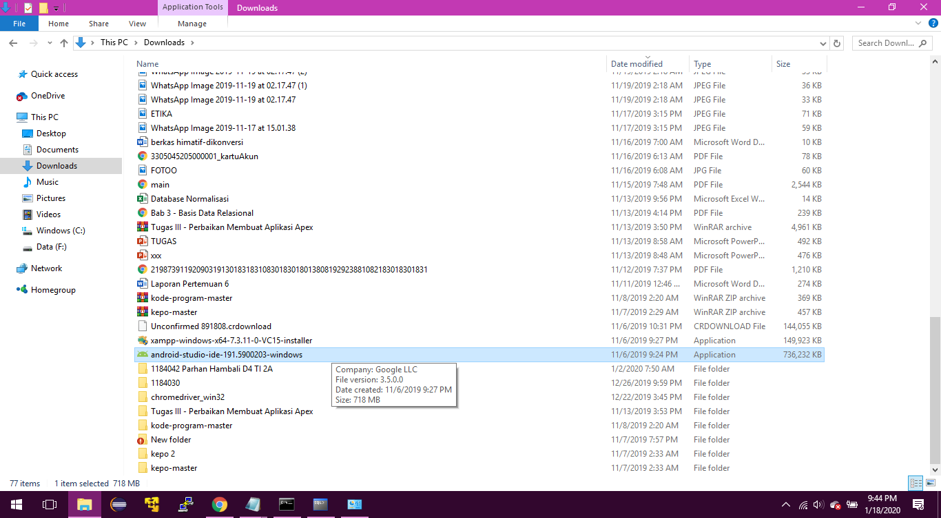 Application Tools
Downloads
File
Home
Share
View
Manage
This PC
Downloads
Search Downl...
Name
Date modified
Type
Size
Quick access
OneDrive
This PC
Desktop
Documents
Downloads
Music
Pictures
Videos
Windows (C:)
Data (F:)
Network
Homegroup
WhatsApp Image 2019-11-19 at 02.17.47 (2) 11/19/2019 2:18 AM JPEG File 33 KB
WhatsApp Image 2019-11-19 at 02.17.47 (1) 11/19/2019 2:18 AM JPEG File 36 KB
WhatsApp Image 2019-11-19 at 02.17.47 11/19/2019 2:18 AM JPEG File 33 KB
ETIKA 11/17/2019 3:15 PM JPEG File 71 KB
WhatsApp Image 2019-11-17 at 15.01.38 11/17/2019 3:15 PM JPEG File 59 KB
berkas himatif-dikonversi 11/16/2019 7:00 AM Microsoft Word D... 10 KB
3305045205000001_kartuAkun 11/16/2019 6:13 AM PDF File 78 KB
FOTOO 11/16/2019 6:08 AM JPG File 60 KB
main 11/15/2019 7:48 AM PDF File 2,544 KB
Database Normalisasi 11/13/2019 9:56 PM Microsoft Excel W... 14 KB
Bab 3 - Basis Data Relasional 11/13/2019 4:14 PM PDF File 239 KB
Tugas III - Perbaikan Membuat Aplikasi Apex 11/13/2019 3:50 PM WinRAR archive 4,961 KB
TUGAS 11/13/2019 8:58 AM Microsoft PowerP... 492 KB
xxx 11/13/2019 8:48 AM Microsoft PowerP... 476 KB
11/12/2019 7:37 PM PDF File 1,210 KB
Laporan Pertemuan 6 11/11/2019 12:46 ... Microsoft Word D... 274 KB
kode-program-master 11/8/2019 2:20 AM WinRAR ZIP archive 369 KB
kepo-master 11/7/2019 2:29 AM WinRAR ZIP archive 457 KB
Unconfirmed 891808.crdownload 11/6/2019 10:31 PM CRDOWNLOAD File 144,055 KB
xampp-windows-x64-7.3.11-0-VC15-installer 11/6/2019 9:27 PM Application 149,923 KB
android-studio-ide-191.5900203-windows 11/6/2019 9:24 PM Application 736,232 KB
1184042 Parhan Hambali D4 TI 2A 1/2/2020 7:50 AM File folder
1184030 12/26/2019 9:59 PM File folder
chromedriver_win32 12/22/2019 3:45 PM File folder
Tugas III - Perbaikan Membuat Aplikasi Apex 11/13/2019 3:53 PM File folder
kode-program-master 11/8/2019 2:20 AM File folder
New folder 11/7/2019 7:57 PM File folder
kepo 2 11/7/2019 2:33 AM File folder
kepo-master 11/7/2019 2:33 AM File folder
Company: Google LLC
File version: 3.5.0.0
Date created: 11/6/2019 9:27 PM
Size: 718 MB
77 items
1 item selected 718 MB
9:44 PM
1/18/2020